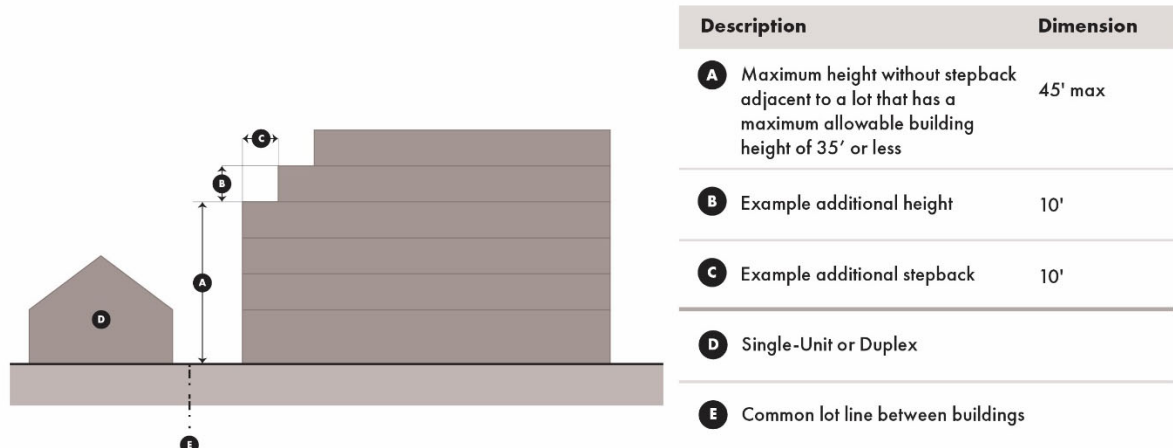 C
B
A
D
E
Description Dimension
A Maximum height without stepback 45' max
adjacent to a lot that has a
maximum allowable building
height of 35’ or less
B Example additional height 10'
C Example additional stepback 10'
D Single-Unit or Duplex
E Common lot line between buildings